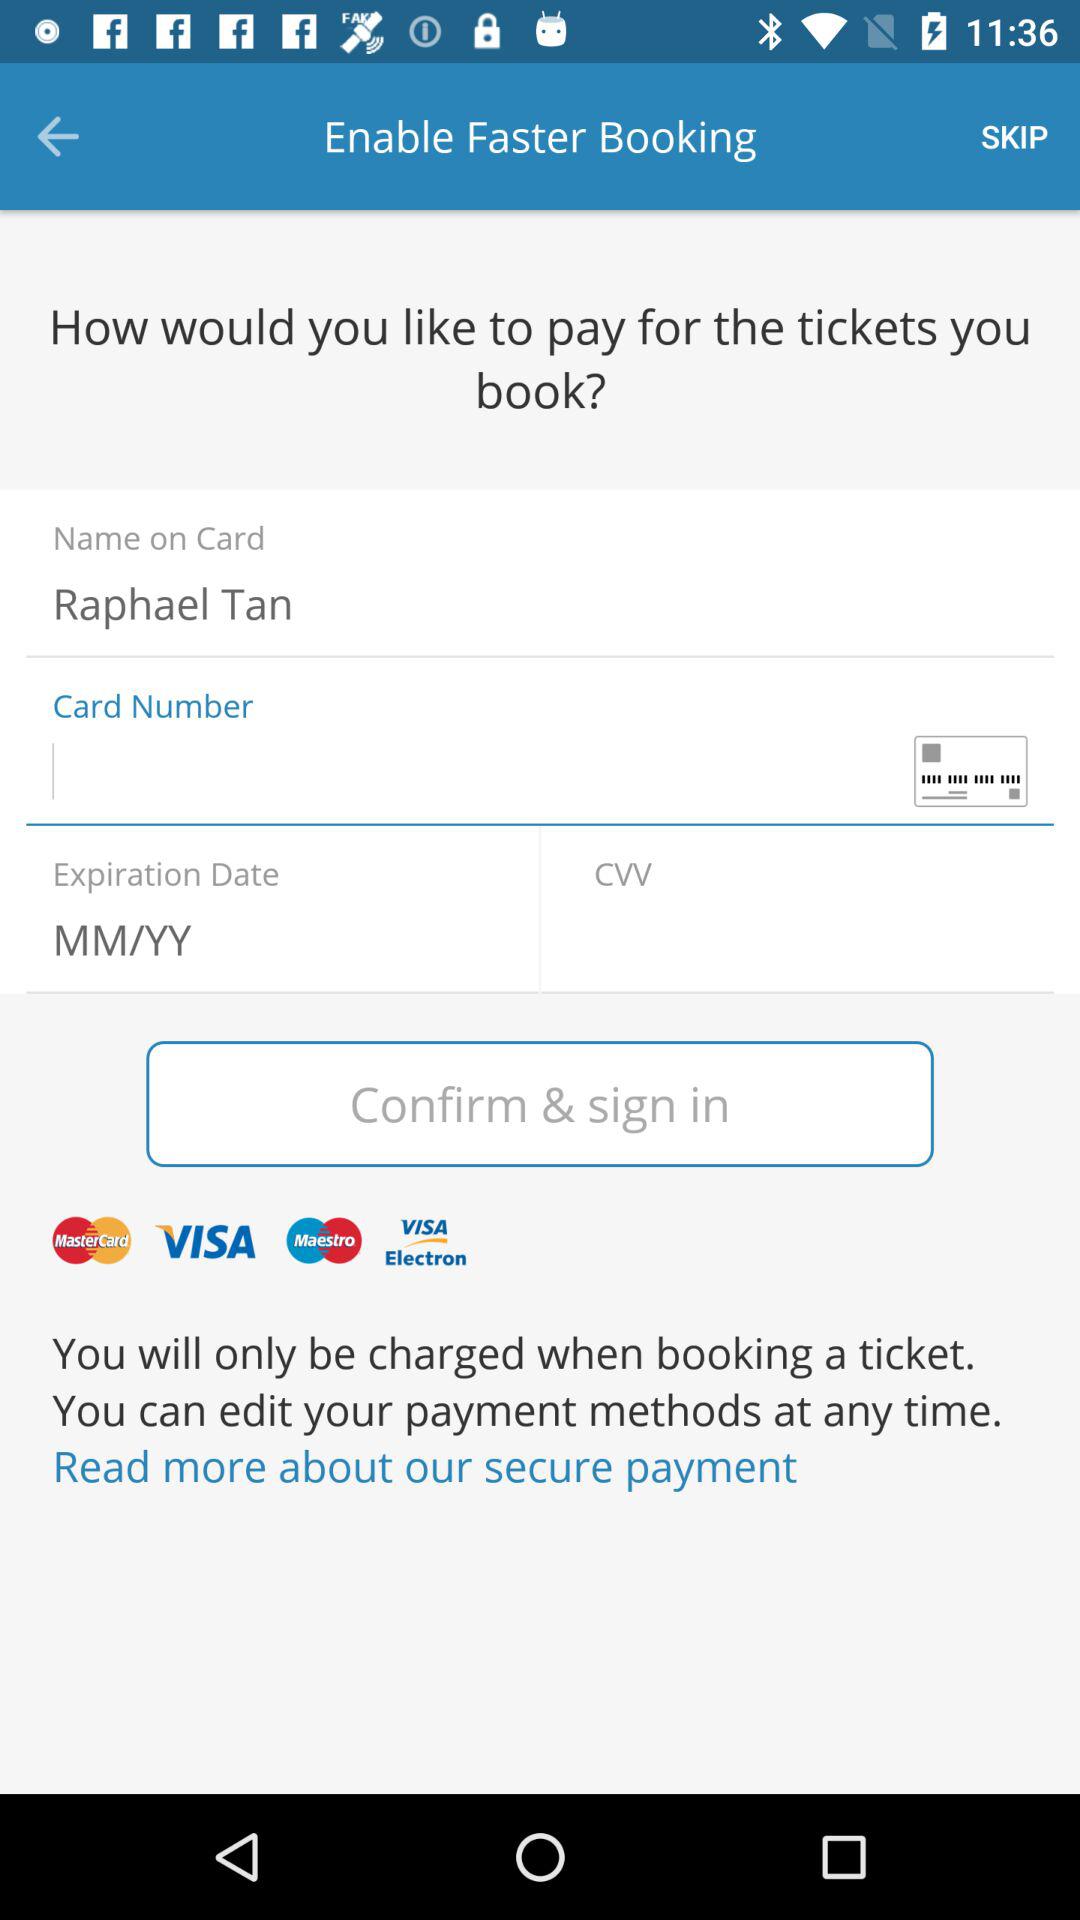 FAKE
11:36
Enable Faster Booking
SKIP
How would you like to pay for the tickets you
book?
Name on Card
Raphael Tan
Card Number
Expiration Date
CVV
MM/YY
Confirm & sign in
MasterCard
VISA
Maestro
VISA
Electron
You will only be charged when booking a ticket.
You can edit your payment methods at any time.
Read more about our secure payment